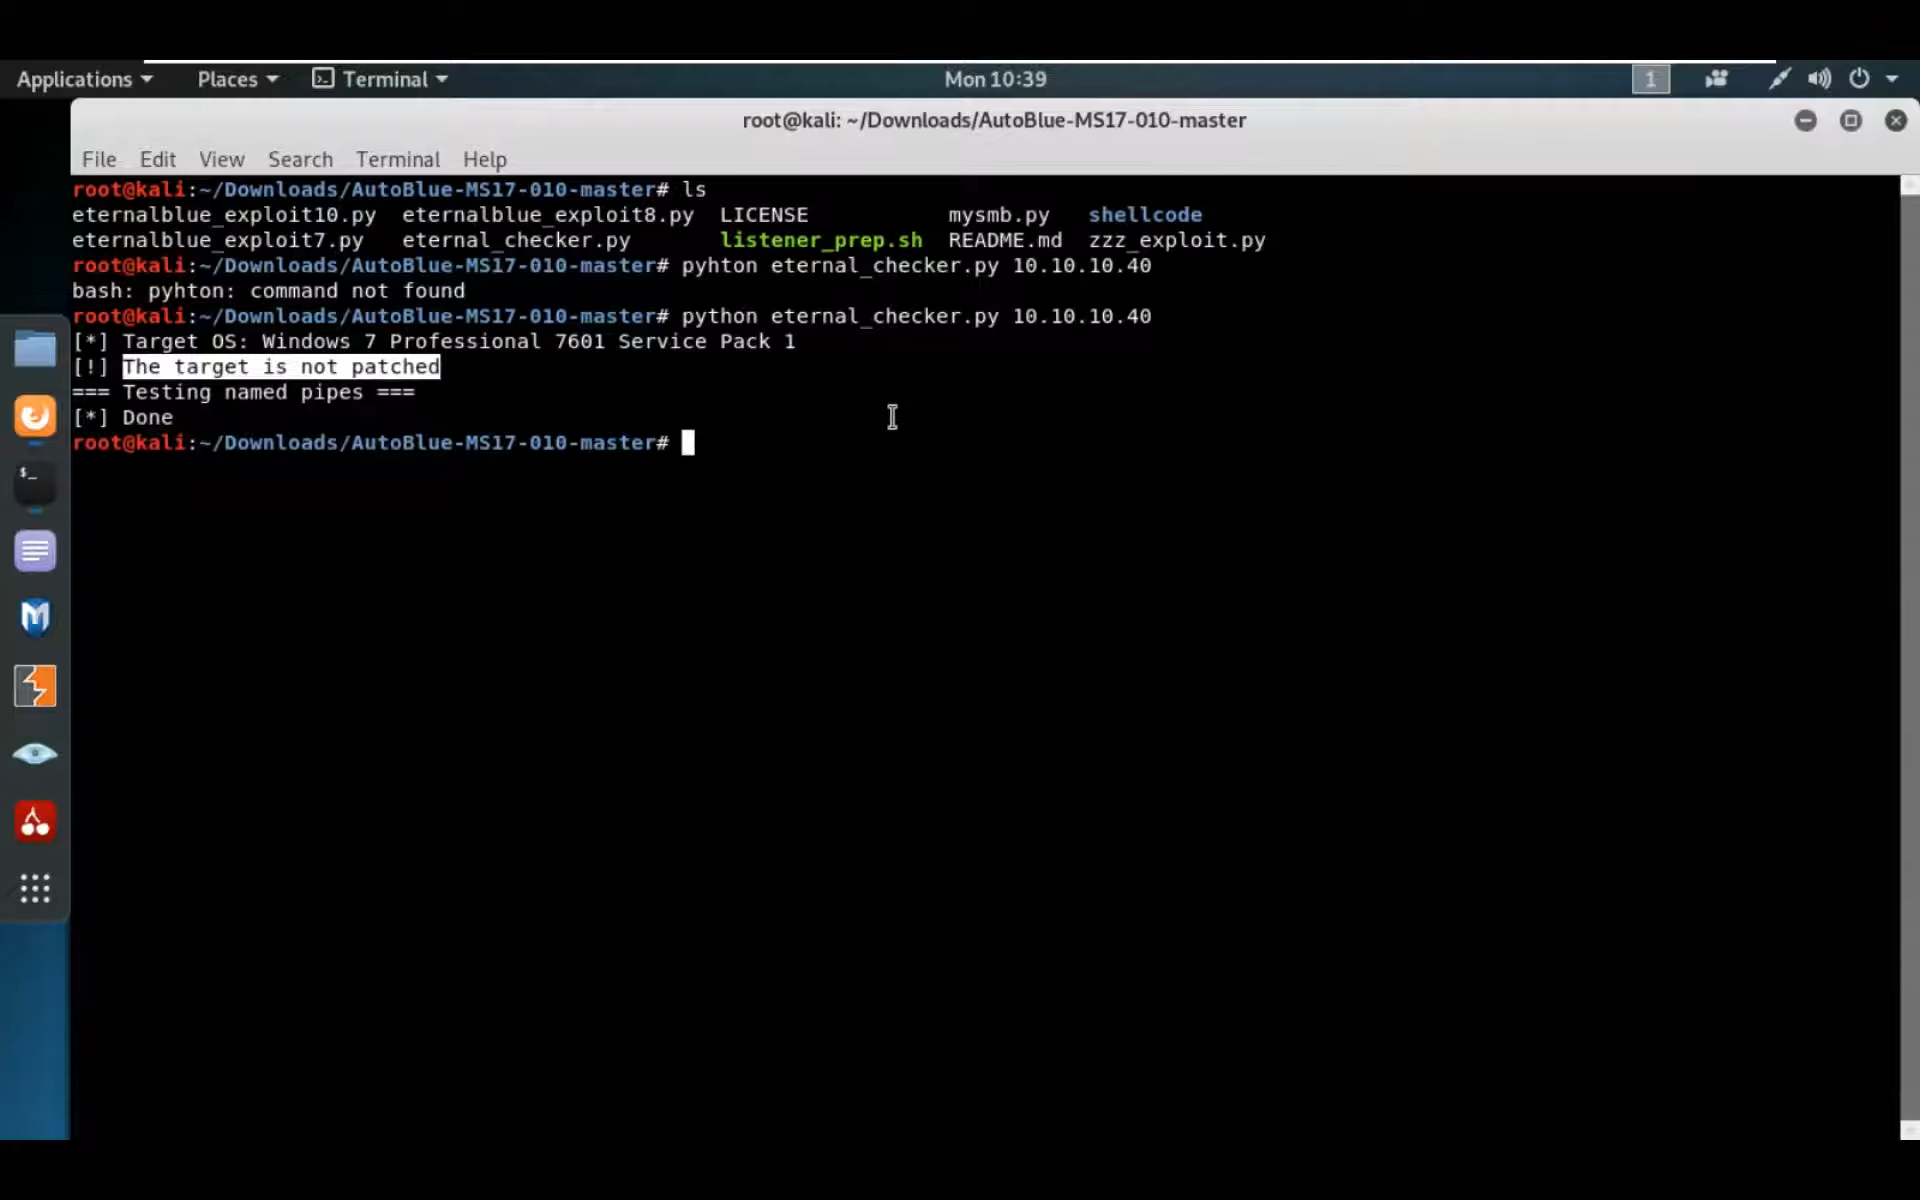 Applications Places Terminal Mon 10:39 1
root@kali: ~/Downloads/AutoBlue-MS17-010-master
File Edit View Search Terminal Help
root@kali:~/Downloads/AutoBlue-MS17-010-master# ls
eternalblue_exploit10.py eternalblue_exploit8.py LICENSE mysmb.py shellcode
eternalblue_exploit7.py eternal_checker.py listener_prep.sh README.md zzz_exploit.py
root@kali:~/Downloads/AutoBlue-MS17-010-master# pyhton eternal_checker.py 10.10.10.40
bash: pyhton: command not found
root@kali:~/Downloads/AutoBlue-MS17-010-master# python eternal_checker.py 10.10.10.40
[*] Target OS: Windows 7 Professional 7601 Service Pack 1
[!] The target is not patched
=== Testing named pipes ===
[*] Done
root@kali:~/Downloads/AutoBlue-MS17-010-master#